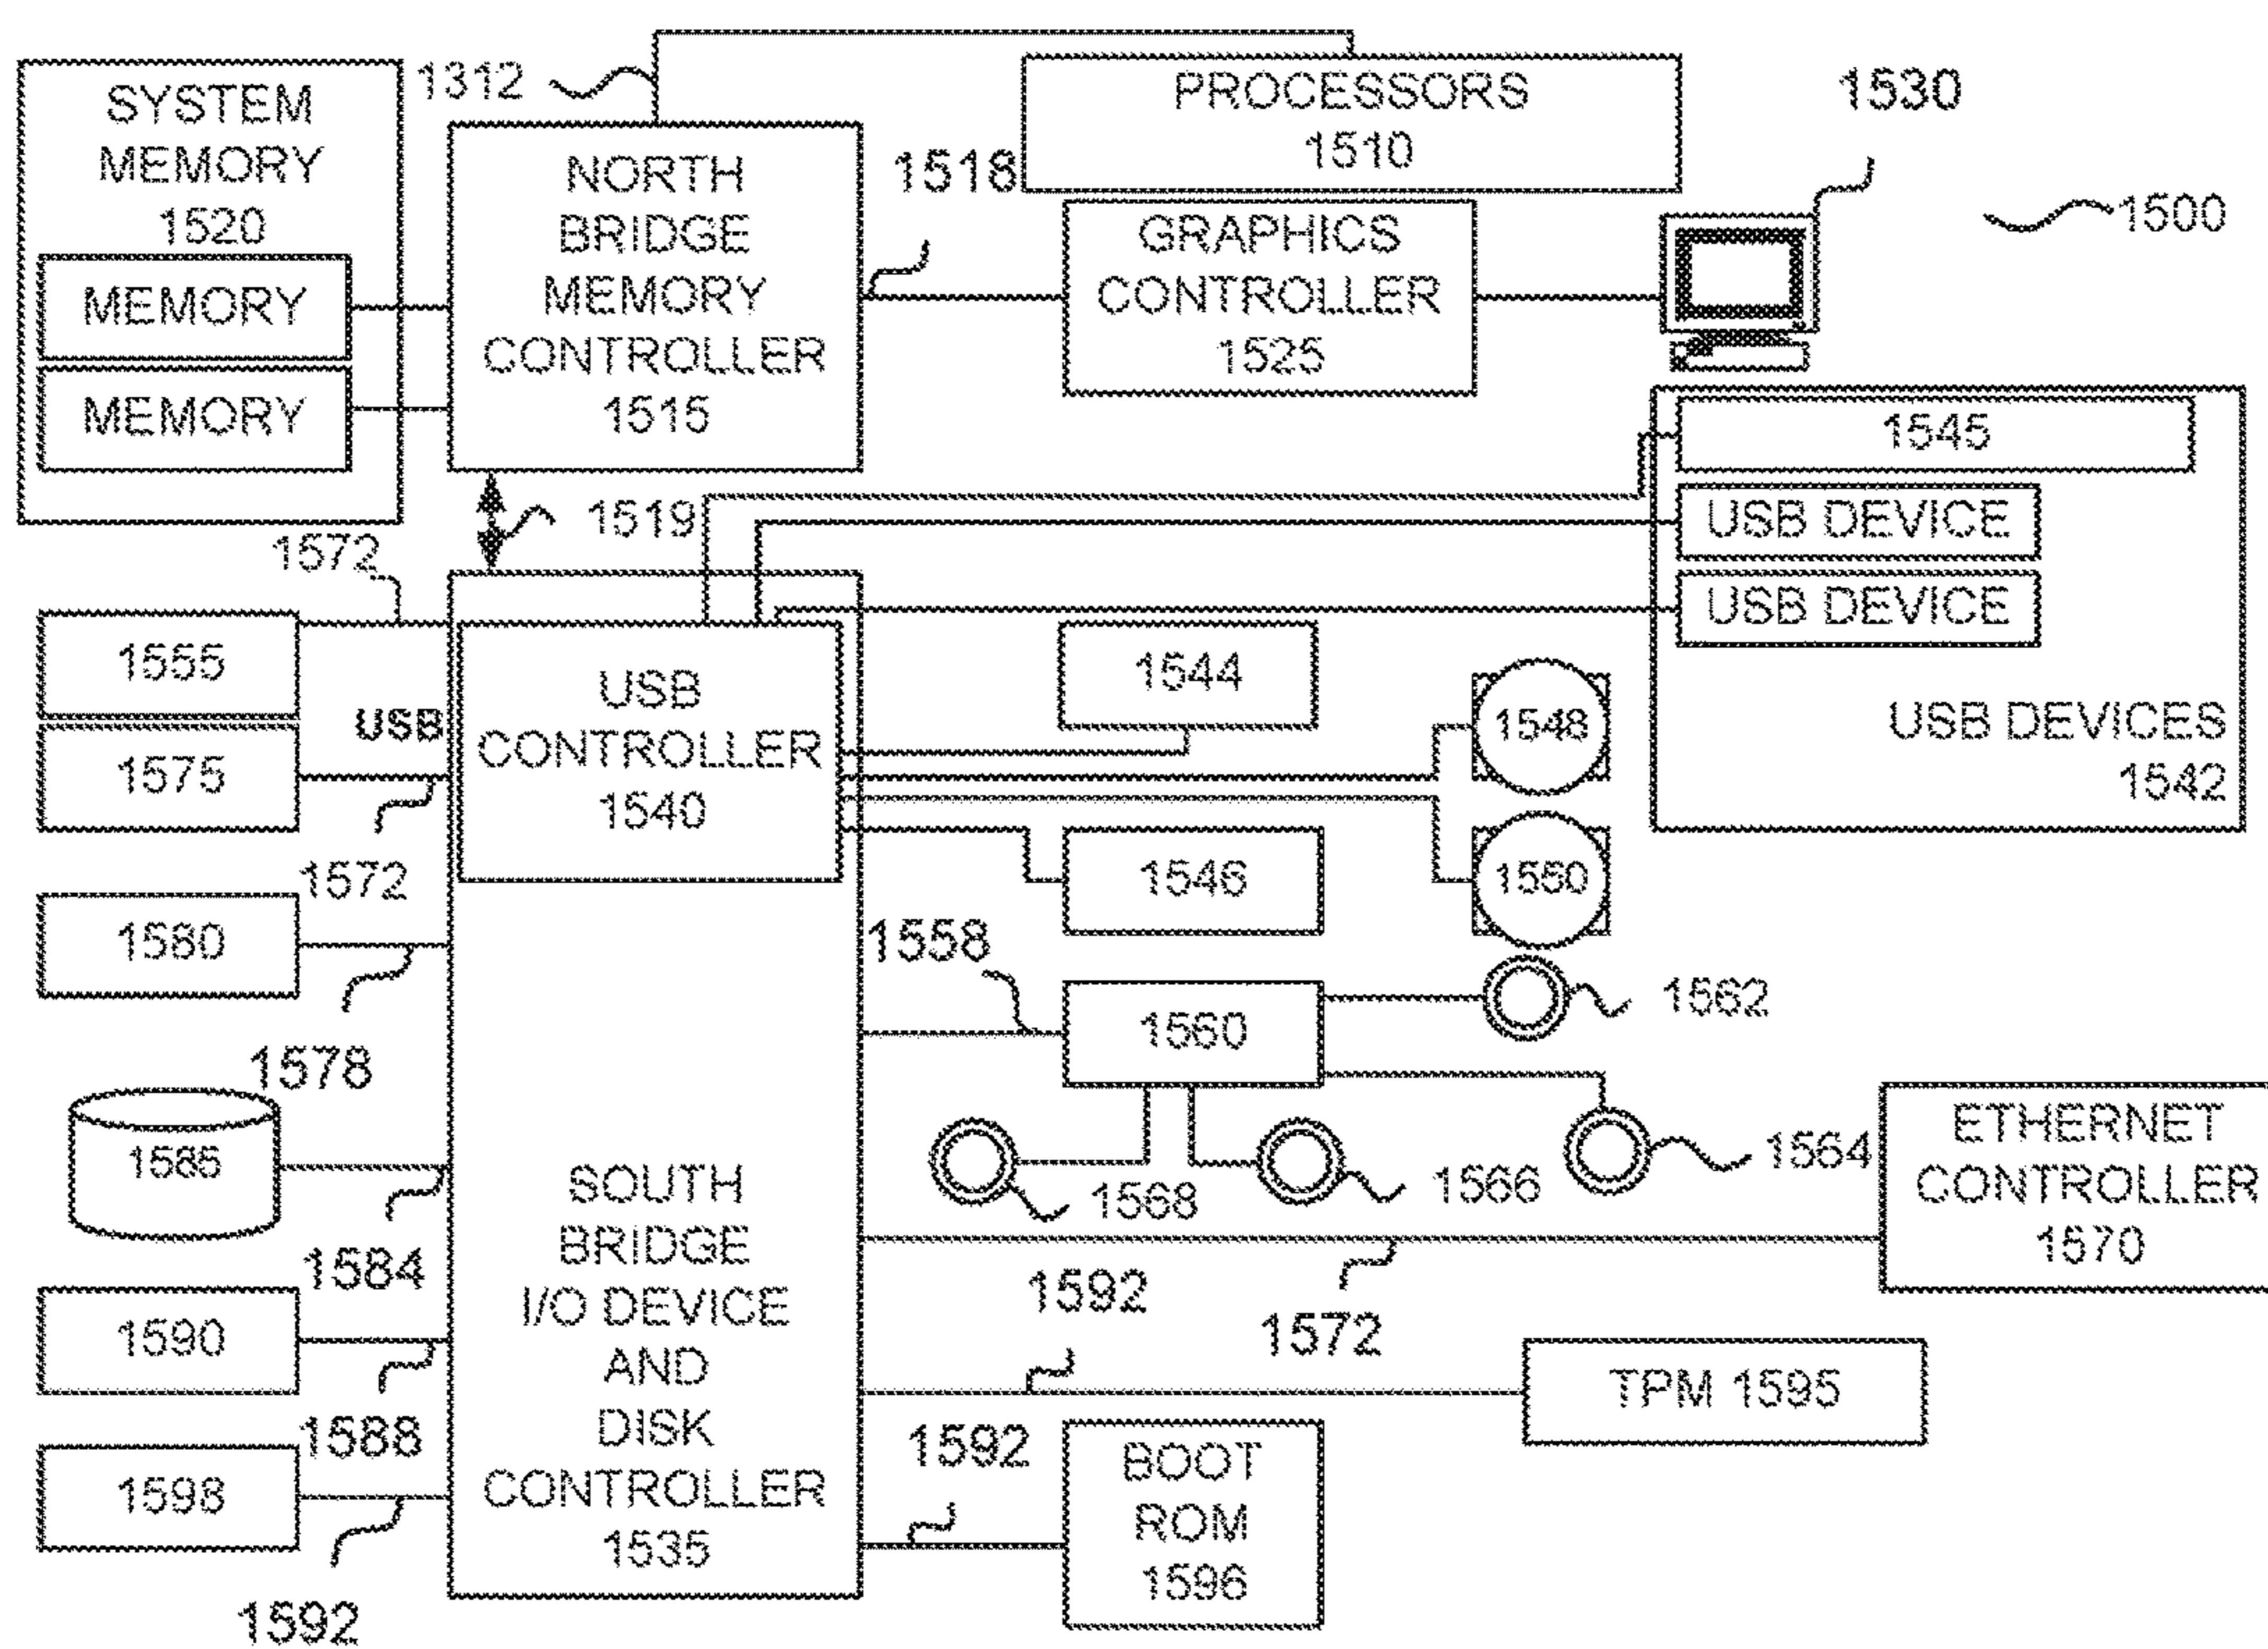 SYSTEM
MEMORY
1520
MEMORY
MEMORY
1312
NORTH
BRIDGE
MEMORY
CONTROLLER
1515
1518
PROCESSORS
1510
GRAPHICS
CONTROLLER
1525
1530
1500
1519
1545
USB DEVICE
USB DEVICE
USB DEVICES
1542
1572
1555
USB
1575
1572
1580
1578
1585
1584
1590
1588
1598
1592
USB
CONTROLLER
1540
SOUTH
BRIDGE
I/O DEVICE
AND
DISK
CONTROLLER
1535
1544
1548
1546
1550
1558
1560
1562
1564
1566
1568
ETHERNET
CONTROLLER
1570
1572
1592
TPM 1595
1592
BOOT
ROM
1596